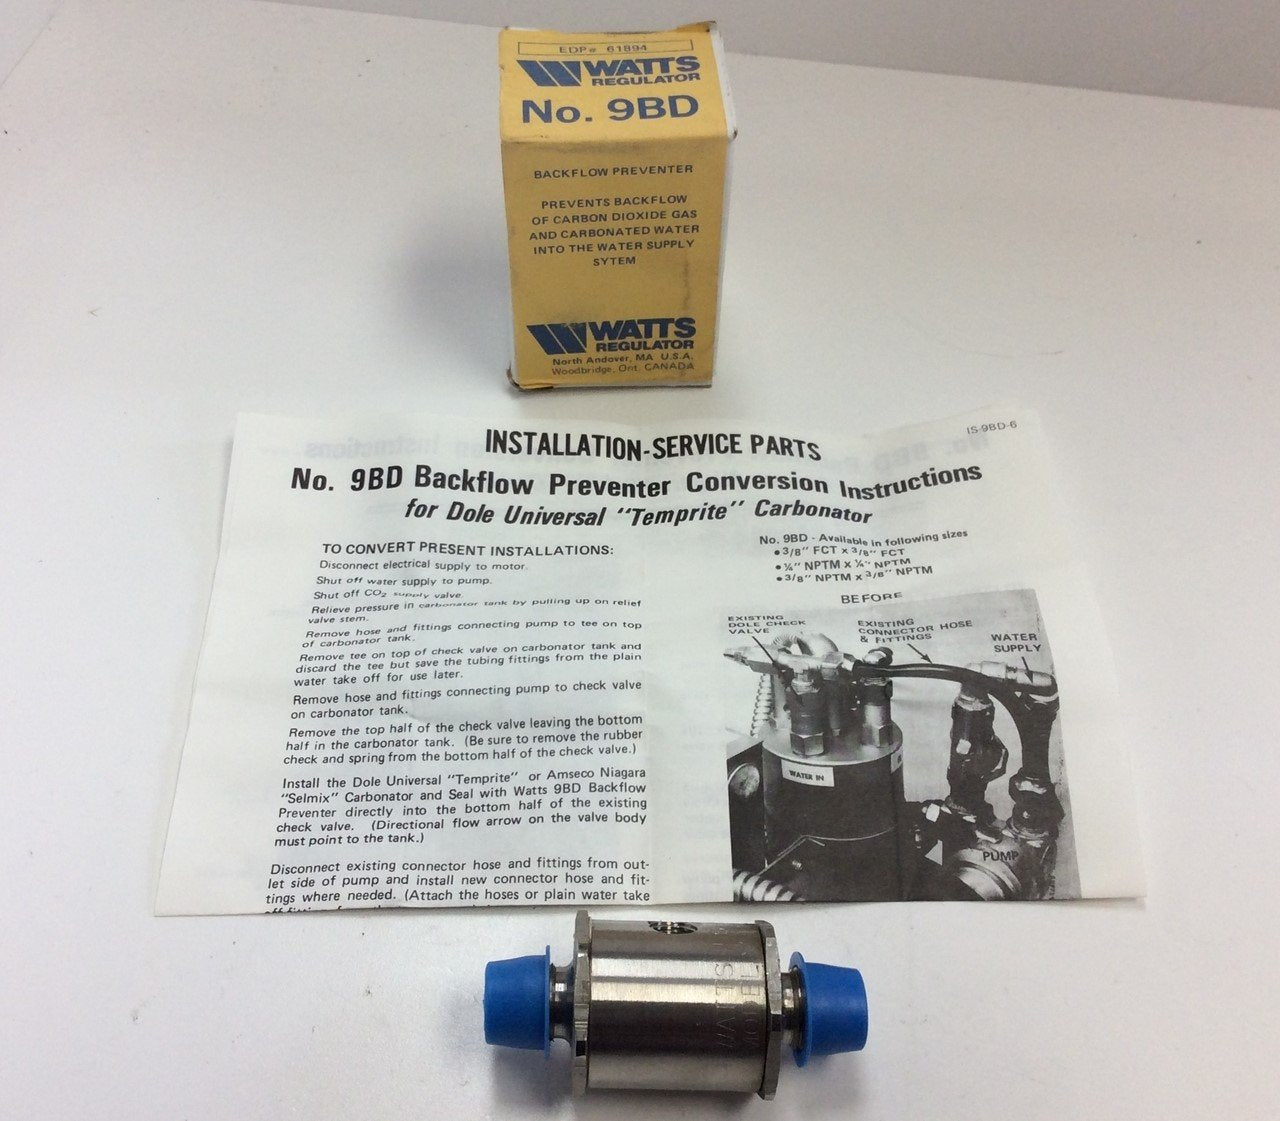 EDP# 61894
WATTS
REGULATOR
No. 9BD
BACKFLOW PREVENTER
PREVENTS BACKFLOW
OF CARBON DIOXIDE GAS
AND CARBONATED WATER
INTO THE WATER SUPPLY
SYTEM
WATTS
REGULATOR
North Andover, MA U.S.A.
Woodbridge, Ont. CANADA
IS-9BD-6
INSTALLATION-SERVICE PARTS
No. 9BD Backflow Preventer Conversion Instructions
for Dole Universal "Temprite" Carbonator
TO CONVERT PRESENT INSTALLATIONS:
Disconnect electrical supply to motor.
Shut off water supply to pump.
Shut off CO2 supply valve.
Relieve pressure in carbonator tank by pulling up on relief
valve stem.
Remove hose and fittings connecting pump to tee on top
of carbonator tank.
Remove tee on top of check valve on carbonator tank and
discard the tee but save the tubing fittings from the plain
water take off for use later.
Remove hose and fittings connecting pump to check valve
on carbonator tank.
Remove the top half of the check valve leaving the bottom
half in the carbonator tank. (Be sure to remove the rubber
check and spring from the bottom half of the check valve.)
Install the Dole Universal "Temprite" or Amseco Niagara
"Selmix" Carbonator and Seal with Watts 9BD Backflow
Preventer directly into the bottom half of the existing
check valve. (Directional flow arrow on the valve body
must point to the tank.)
Disconnect existing connector hose and fittings from out-
let side of pump and install new connector hose and fit-
tings where needed. (Attach the hoses or plain water take
No. 9BD - Available in following sizes
• 3/8" FCT x 3/8" FCT
• ¼" NPTM x ¼" NPTM
• 3/8" NPTM x 3/8" NPTM
BEFORE
EXISTING
DOLE CHECK
VALVE
EXISTING
CONNECTOR HOSE
& FITTINGS
WATER
SUPPLY
WATER IN
PUMP
WATTS